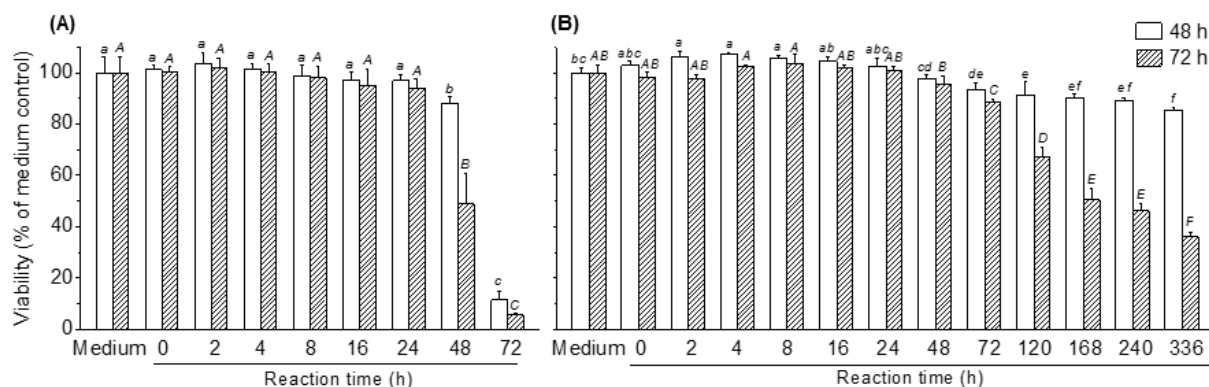 (A)
(B)
48 h
72 h
Viability (% of medium control)
100
80
60
40
20
0
a A a A a A a A a A a A a A b B c C
bc AB abc AB a AB a A a A ab AB abc AB cd B de C e D ef E ef E f F
Medium 0 2 4 8 16 24 48 72
Medium 0 2 4 8 16 24 48 72 120 168 240 336
Reaction time (h)
Reaction time (h)